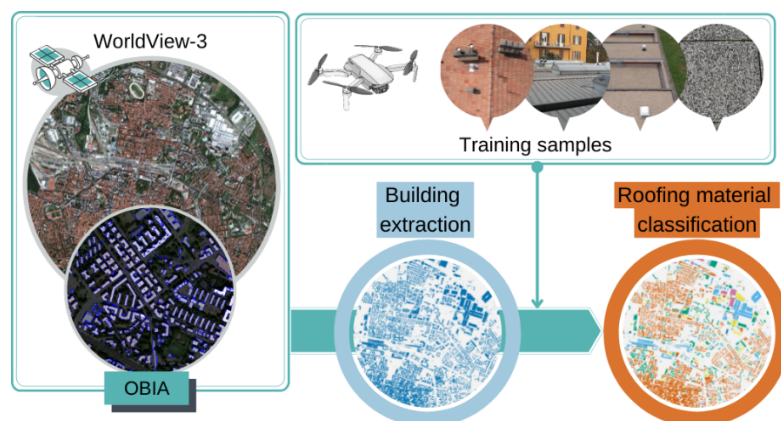 WorldView-3
OBIA
Training samples
Building
extraction
Roofing material
classification